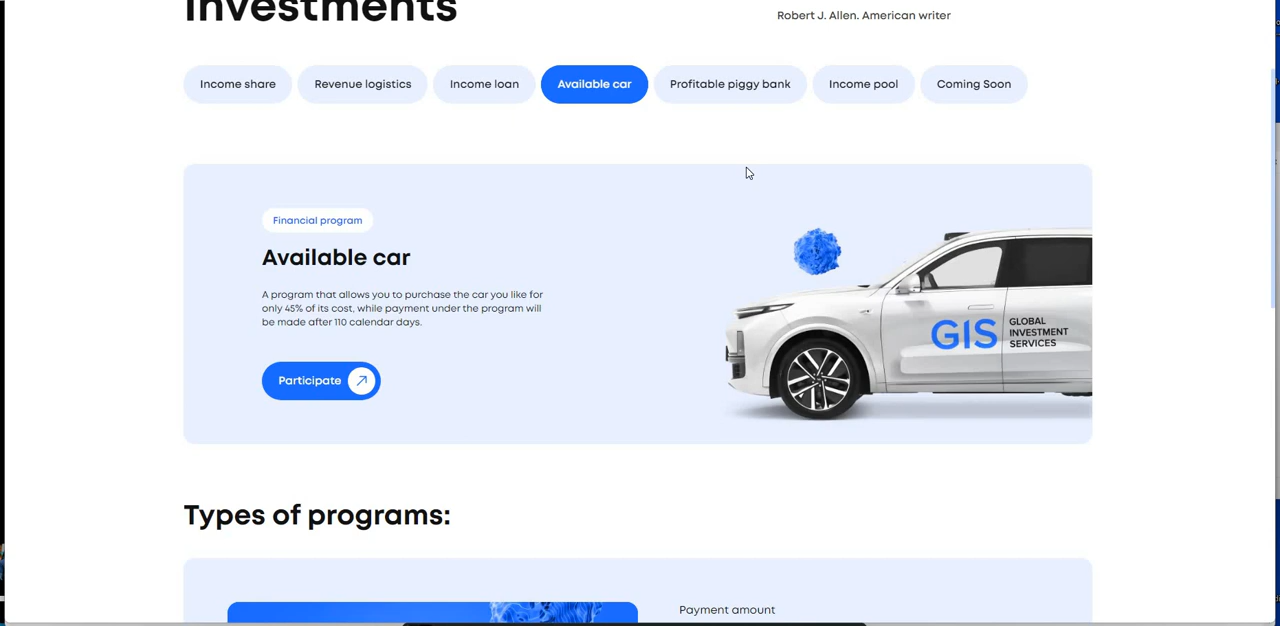 Investments
Robert J. Allen. American writer
Income share
Revenue logistics
Income loan
Available car
Profitable piggy bank
Income pool
Coming Soon
Financial program
Available car
A program that allows you to purchase the car you like for
only 45% of its cost, while payment under the program will
be made after 110 calendar days.
Participate
GIS
GLOBAL
INVESTMENT
SERVICES
Types of programs:
Payment amount